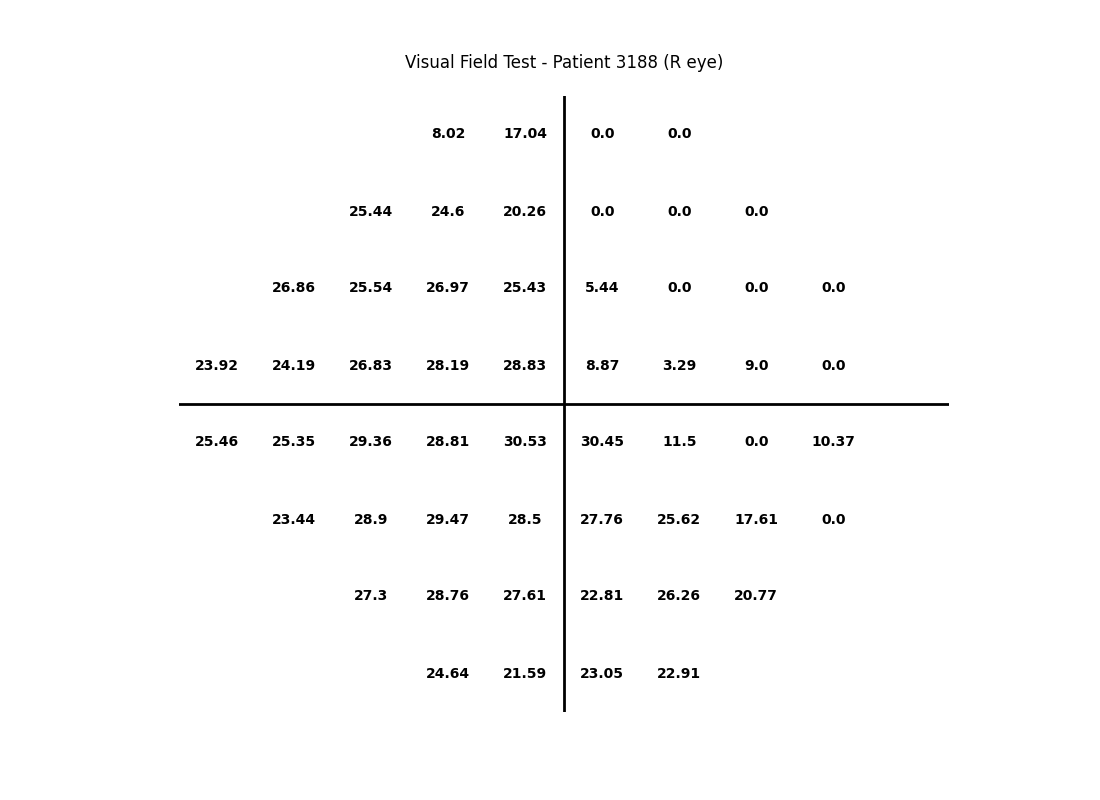 Visual Field Test - Patient 3188 (R eye)
8.02 17.04 0.0 0.0
25.44 24.6 20.26 0.0 0.0 0.0
26.86 25.54 26.97 25.43 5.44 0.0 0.0 0.0
23.92 24.19 26.83 28.19 28.83 8.87 3.29 9.0 0.0
25.46 25.35 29.36 28.81 30.53 30.45 11.5 0.0 10.37
23.44 28.9 29.47 28.5 27.76 25.62 17.61 0.0
27.3 28.76 27.61 22.81 26.26 20.77
24.64 21.59 23.05 22.91